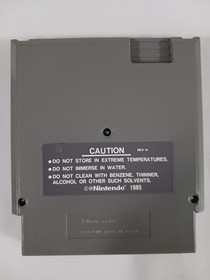 CAUTION REV-A
● DO NOT STORE IN EXTREME TEMPERATURES.
● DO NOT IMMERSE IN WATER.
● DO NOT CLEAN WITH BENZENE, THINNER,
ALCOHOL OR OTHER SUCH SOLVENTS.
©®Nintendo® 1985